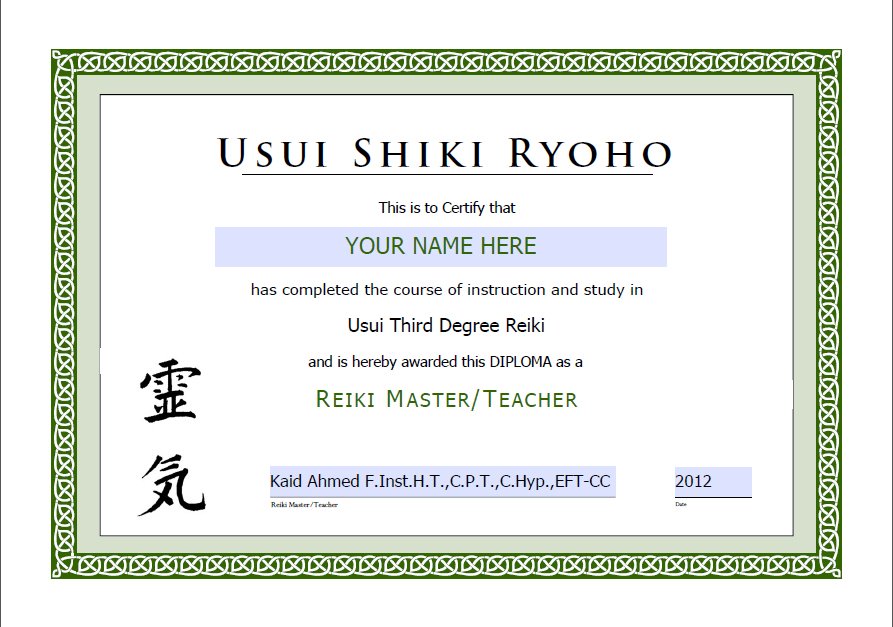 USUI SHIKI RYOHO
This is to Certify that
YOUR NAME HERE
has completed the course of instruction and study in
Usui Third Degree Reiki
and is hereby awarded this DIPLOMA as a
REIKI MASTER/TEACHER
靈
気
Kaid Ahmed F.Inst.H.T.,C.P.T.,C.Hyp.,EFT-CC
2012
Reiki Master/Teacher
Date